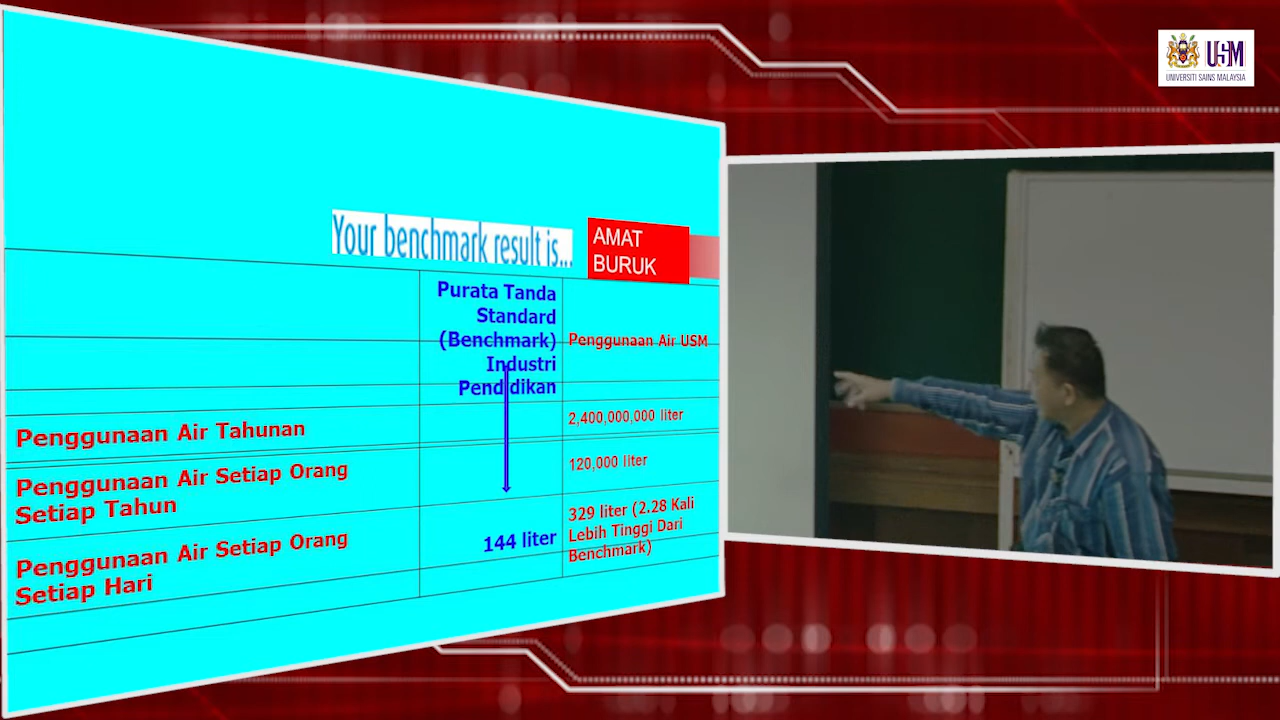 USM
UNIVERSITI SAINS MALAYSIA
Your benchmark result is...
AMAT
BURUK
Purata Tanda
Standard
(Benchmark)
Industri
Pendidikan
Penggunaan Air USM
Penggunaan Air Tahunan
2,400,000,000 liter
Penggunaan Air Setiap Orang
Setiap Tahun
120,000 liter
Penggunaan Air Setiap Orang
Setiap Hari
144 liter
329 liter (2.28 Kali
Lebih Tinggi Dari
Benchmark)